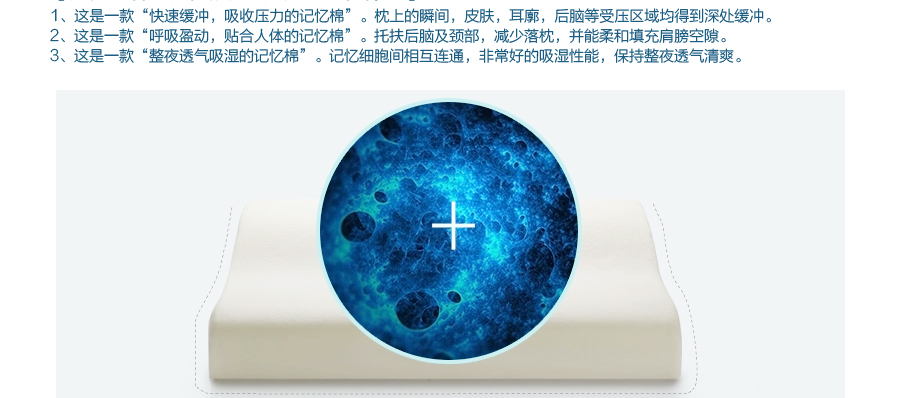 1、这是一款“快速缓冲，吸收压力的记忆棉”。枕上的瞬间，皮肤，耳廓，后脑等受压区域均得到深处缓冲。
2、这是一款“呼吸盈动，贴合人体的记忆棉”。托扶后脑及颈部，减少落枕，并能柔和填充肩膀空隙。
3、这是一款“整夜透气吸湿的记忆棉”。记忆细胞间相互连通，非常好的吸湿性能，保持整夜透气清爽。